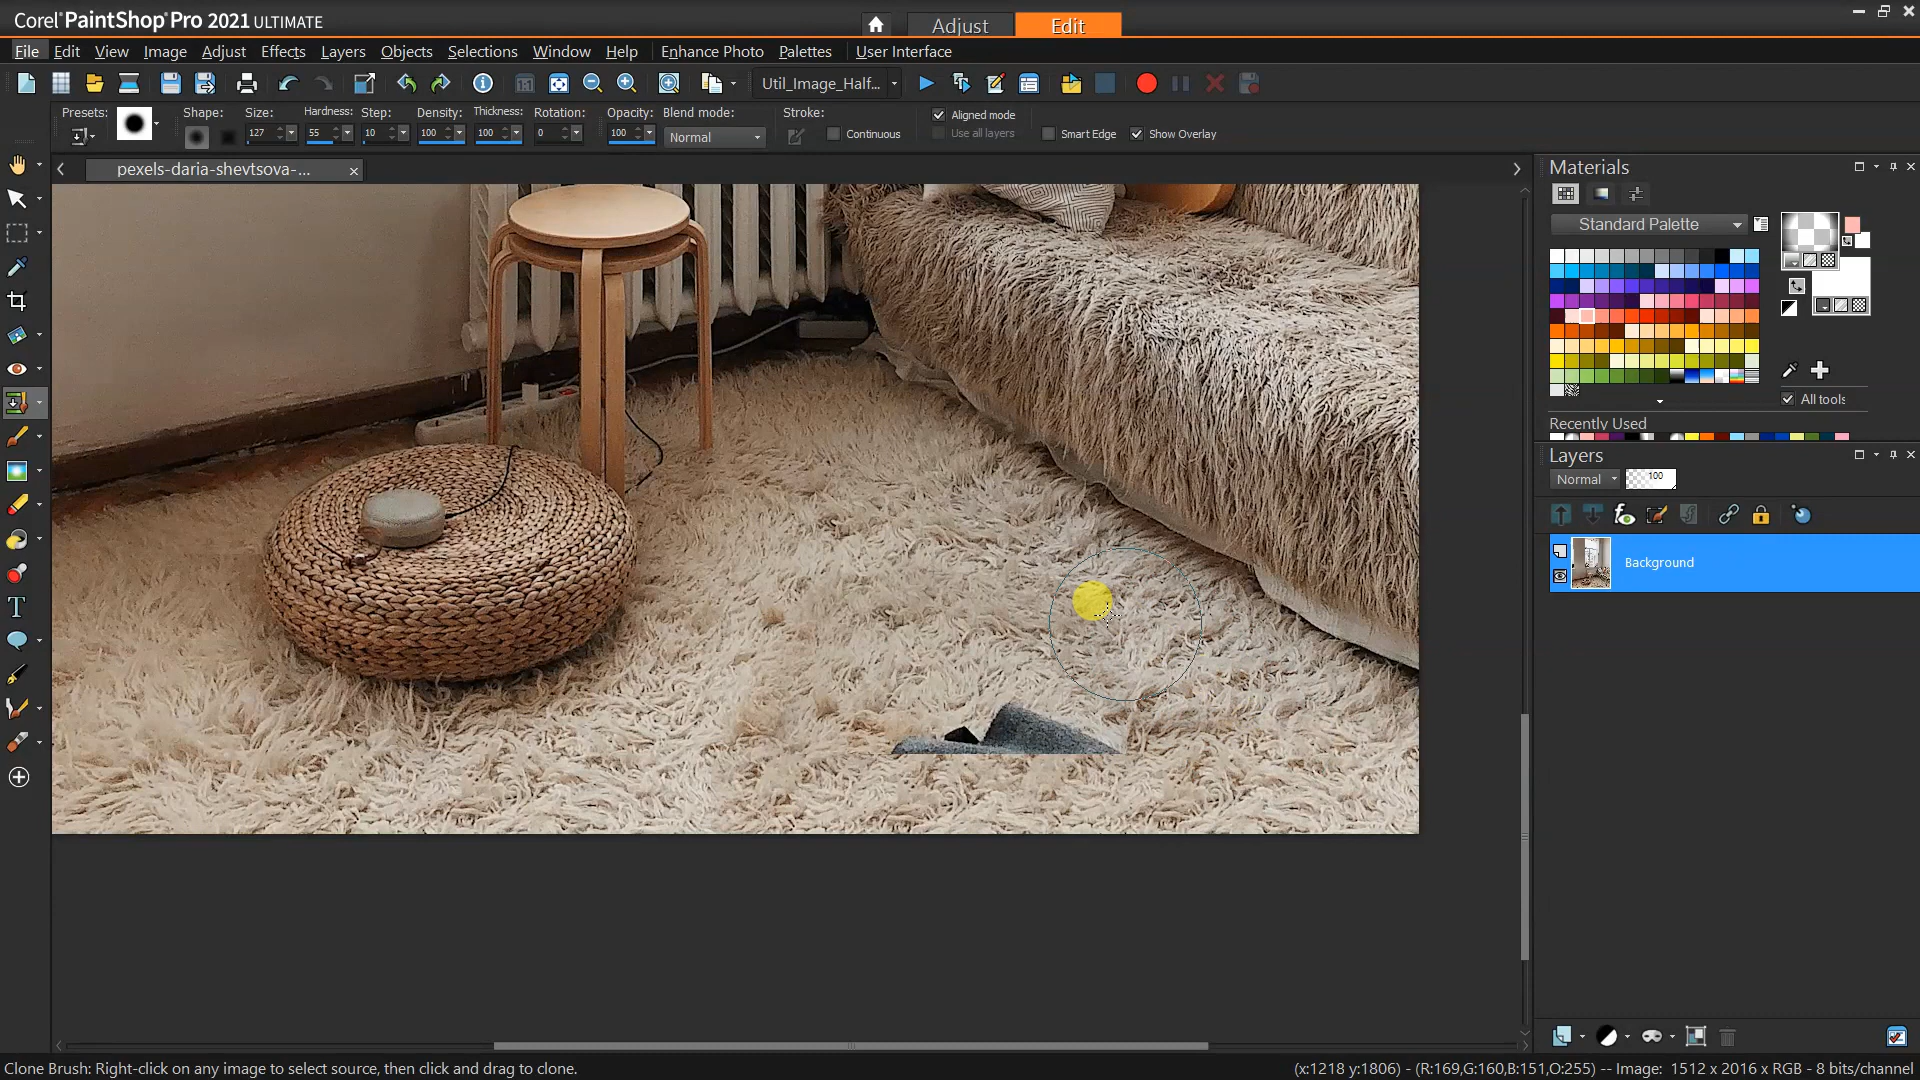 Corel® PaintShop® Pro 2021 ULTIMATE
Adjust
Edit
File Edit View Image Adjust Effects Layers Objects Selections Window Help Enhance Photo Palettes User Interface
Util_Image_Half...
Presets: Shape: Size: Hardness: Step: Density: Thickness: Rotation: Opacity: Blend mode: Stroke:
127 55 10 100 100 0 100 Normal
Continuous
Aligned mode
Use all layers
Smart Edge
Show Overlay
pexels-daria-shevtsova-...
Materials
Standard Palette
All tools
Recently Used
Layers
Normal 100
Background
Clone Brush: Right-click on any image to select source, then click and drag to clone.
(x:1218 y:1806) - (R:169,G:160,B:151,O:255) -- Image: 1512 x 2016 x RGB - 8 bits/channel